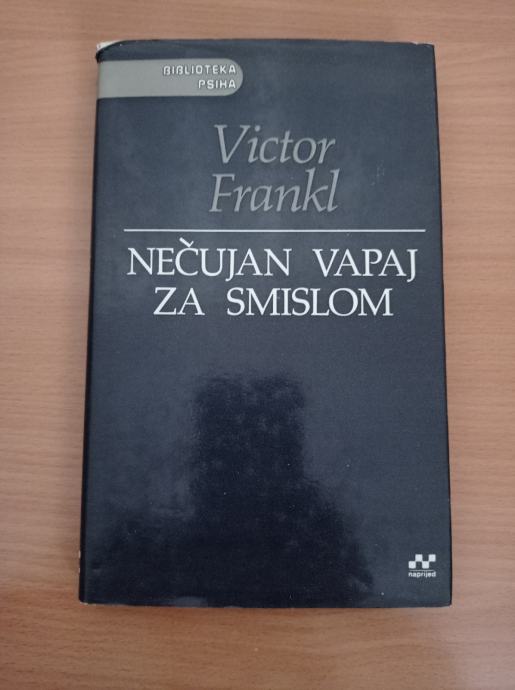 BIBLIOTEKA
PSIHA
Victor
Frankl
NEČUJAN VAPAJ
ZA SMISLOM
naprijed